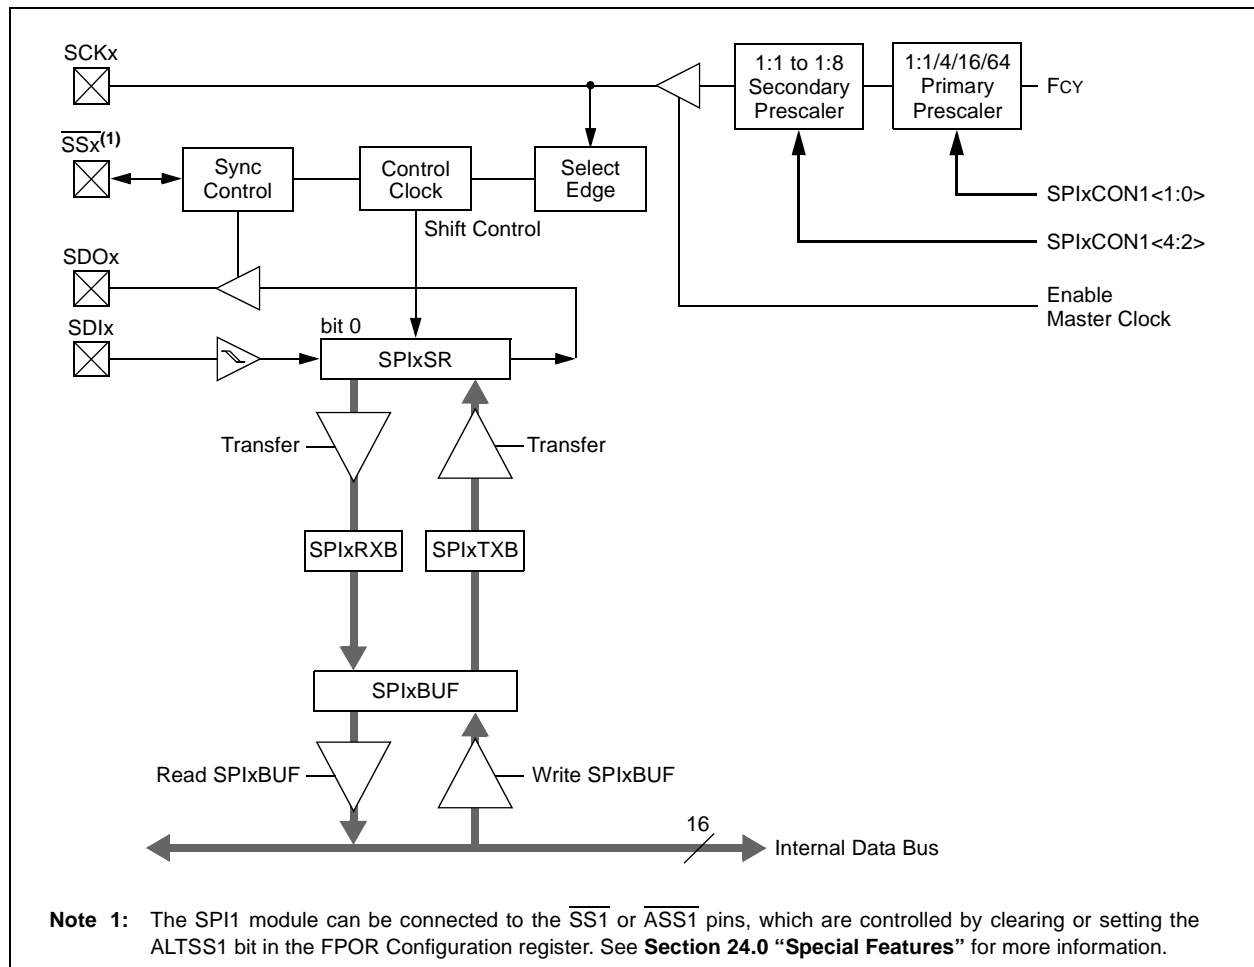 SCKx
1:1 to 1:8
Secondary
Prescaler
1:1/4/16/64
Primary
Prescaler
FCY
SSx(1)
Sync
Control
Control
Clock
Select
Edge
SPIxCON1<1:0>
Shift Control
SPIxCON1<4:2>
SDOx
Enable
Master Clock
SDIx
bit 0
SPIxSR
Transfer
Transfer
SPIxRXB
SPIxTXB
SPIxBUF
Read SPIxBUF
Write SPIxBUF
16
Internal Data Bus
Note 1: The SPI1 module can be connected to the SS1 or ASS1 pins, which are controlled by clearing or setting the
ALTSS1 bit in the FPOR Configuration register. See Section 24.0 “Special Features” for more information.